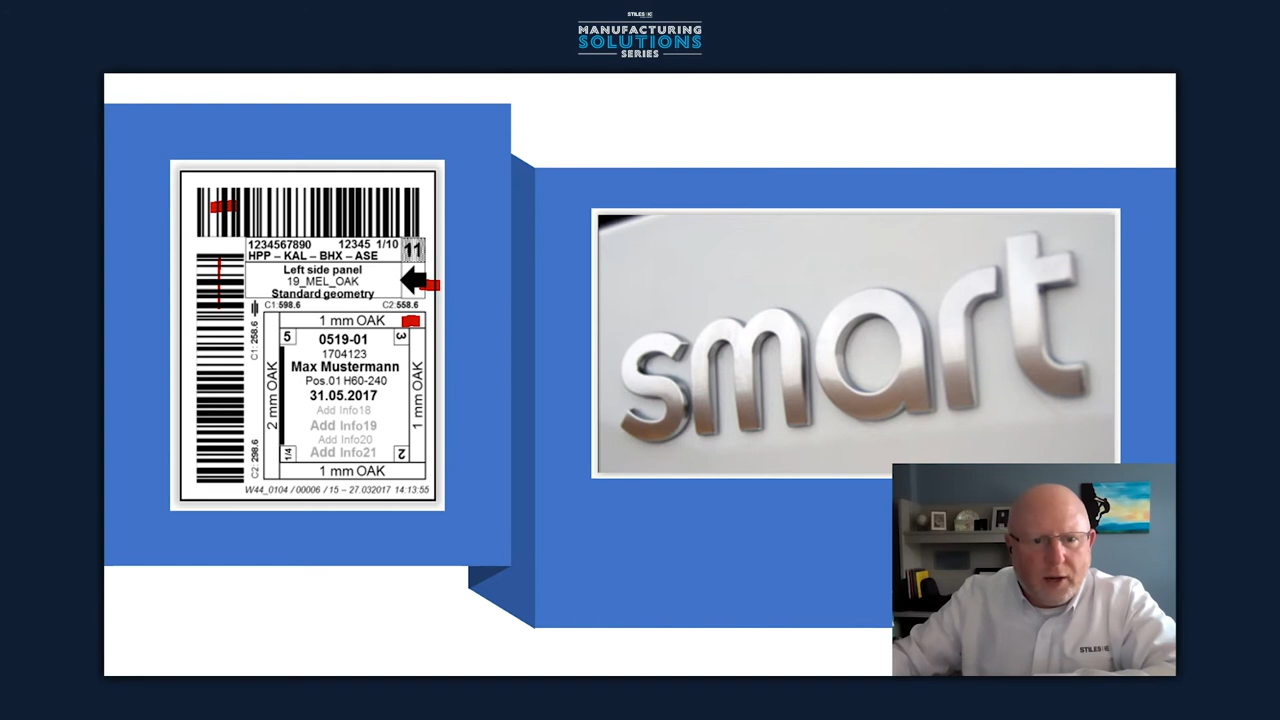 STILES
MANUFACTURING
SOLUTIONS
SERIES
1234567890 12345 1/10 11
HPP – KAL – BHX – ASE
Left side panel
19_MEL_OAK
Standard geometry
C1:598.6 C2:558.6
C1: 258.6
C2: 298.6
1 mm OAK
2 mm OAK
1 mm OAK
5 3
0519-01
1704123
Max Mustermann
Pos.01 H60-240
31.05.2017
Add Info18
Add Info19
Add Info20
Add Info21
1/4 2
1 mm OAK
W44_0104 / 00006 / 15 – 27.032017 14:13:55
smart
STILES